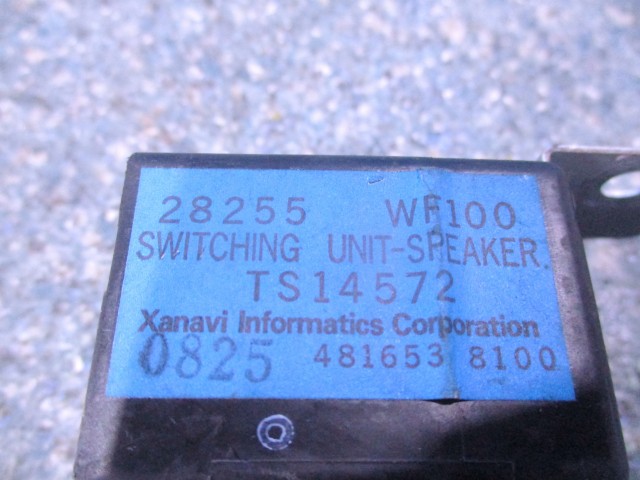 28255 WF100
SWITCHING UNIT-SPEAKER.
TS14572
Xanavi Informatics Corporation
0825 481653 8100